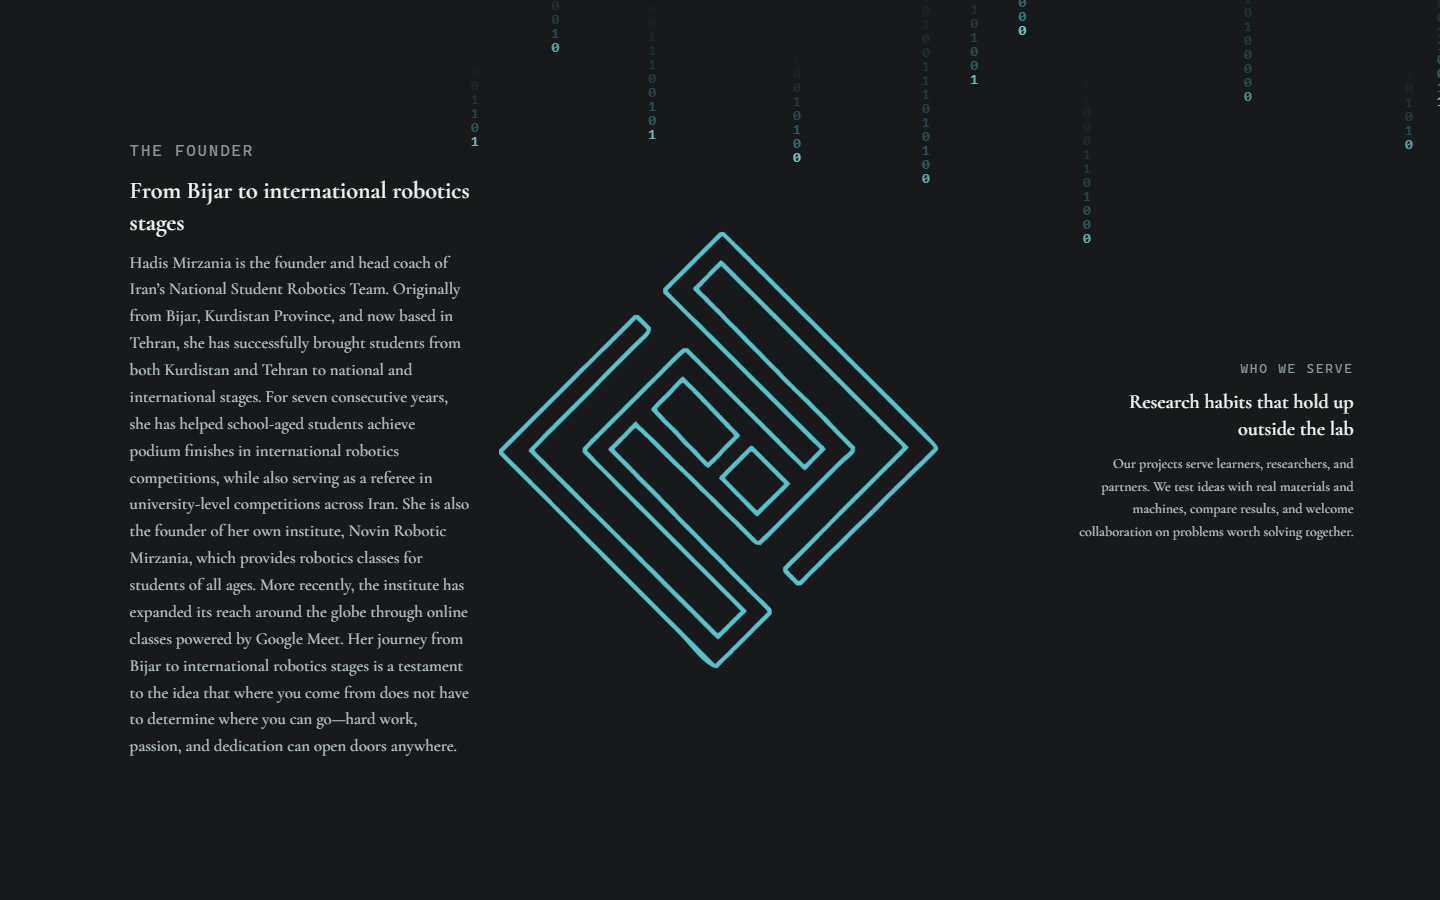 THE FOUNDER
From Bijar to international robotics
stages
Hadis Mirzania is the founder and head coach of
Iran’s National Student Robotics Team. Originally
from Bijar, Kurdistan Province, and now based in
Tehran, she has successfully brought students from
both Kurdistan and Tehran to national and
international stages. For seven consecutive years,
she has helped school-aged students achieve
podium finishes in international robotics
competitions, while also serving as a referee in
university-level competitions across Iran. She is also
the founder of her own institute, Novin Robotic
Mirzania, which provides robotics classes for
students of all ages. More recently, the institute has
expanded its reach around the globe through online
classes powered by Google Meet. Her journey from
Bijar to international robotics stages is a testament
to the idea that where you come from does not have
to determine where you can go—hard work,
passion, and dedication can open doors anywhere.
WHO WE SERVE
Research habits that hold up
outside the lab
Our projects serve learners, researchers, and
partners. We test ideas with real materials and
machines, compare results, and welcome
collaboration on problems worth solving together.